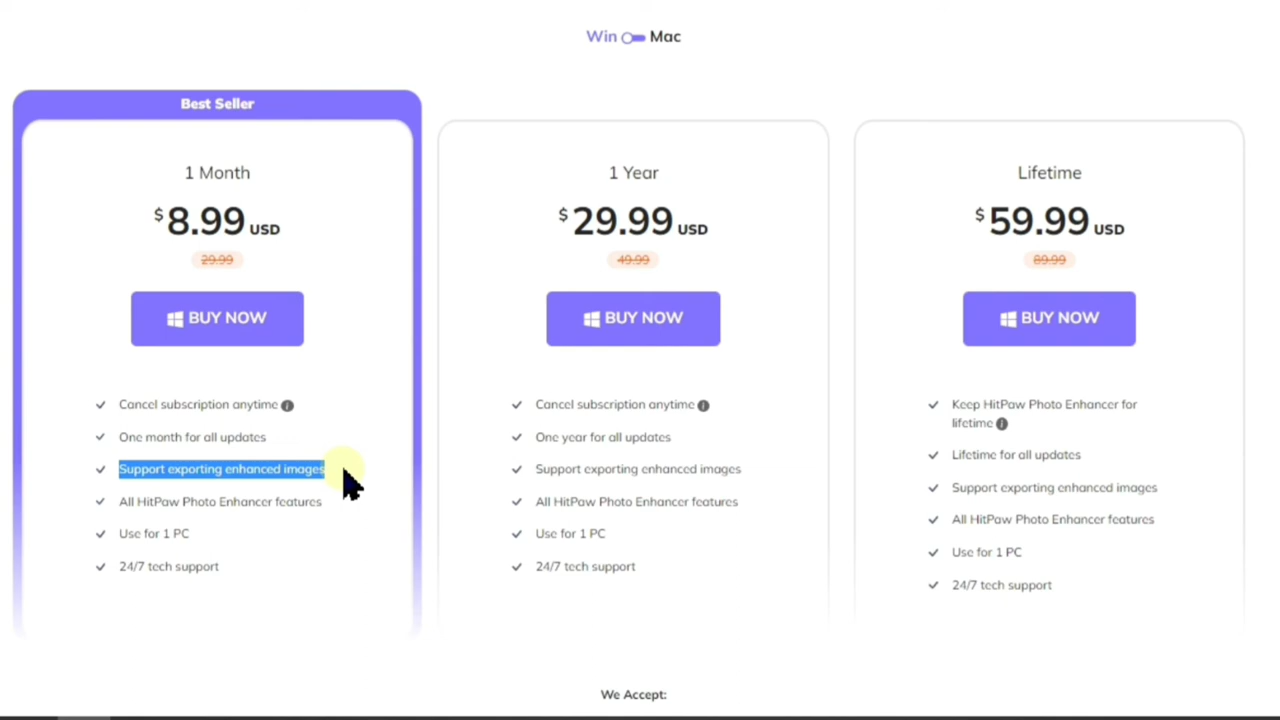 Win Mac
Best Seller
1 Month
$ 8.99 USD
29.99
BUY NOW
Cancel subscription anytime i
One month for all updates
Support exporting enhanced images
All HitPaw Photo Enhancer features
Use for 1 PC
24/7 tech support
1 Year
$ 29.99 USD
49.99
BUY NOW
Cancel subscription anytime i
One year for all updates
Support exporting enhanced images
All HitPaw Photo Enhancer features
Use for 1 PC
24/7 tech support
Lifetime
$ 59.99 USD
89.99
BUY NOW
Keep HitPaw Photo Enhancer for
lifetime i
Lifetime for all updates
Support exporting enhanced images
All HitPaw Photo Enhancer features
Use for 1 PC
24/7 tech support
We Accept: